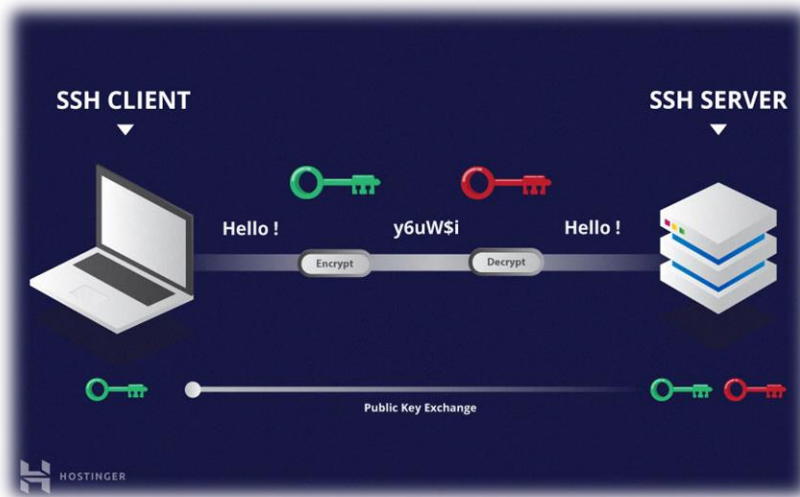 SSH CLIENT
SSH SERVER
Hello !
y6uW$i
Hello !
Encrypt
Decrypt
Public Key Exchange
HOSTINGER